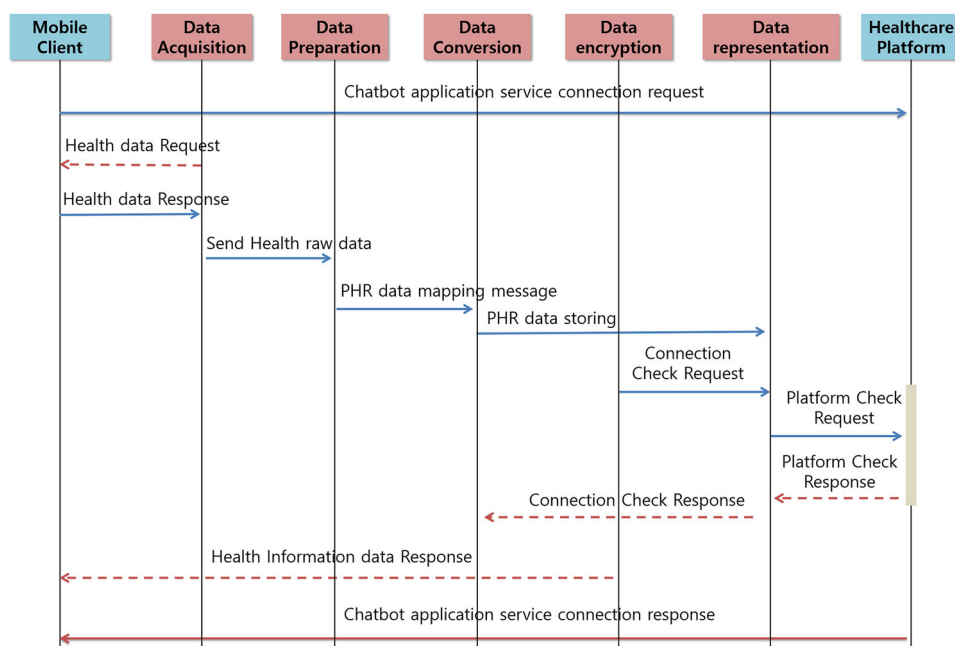 Mobile
Client
Data
Acquisition
Data
Preparation
Data
Conversion
Data
encryption
Data
representation
Healthcare
Platform
Chatbot application service connection request
Health data Request
Health data Response
Send Health raw data
PHR data mapping message
PHR data storing
Connection
Check Request
Platform Check
Request
Platform Check
Response
Connection Check Response
Health Information data Response
Chatbot application service connection response